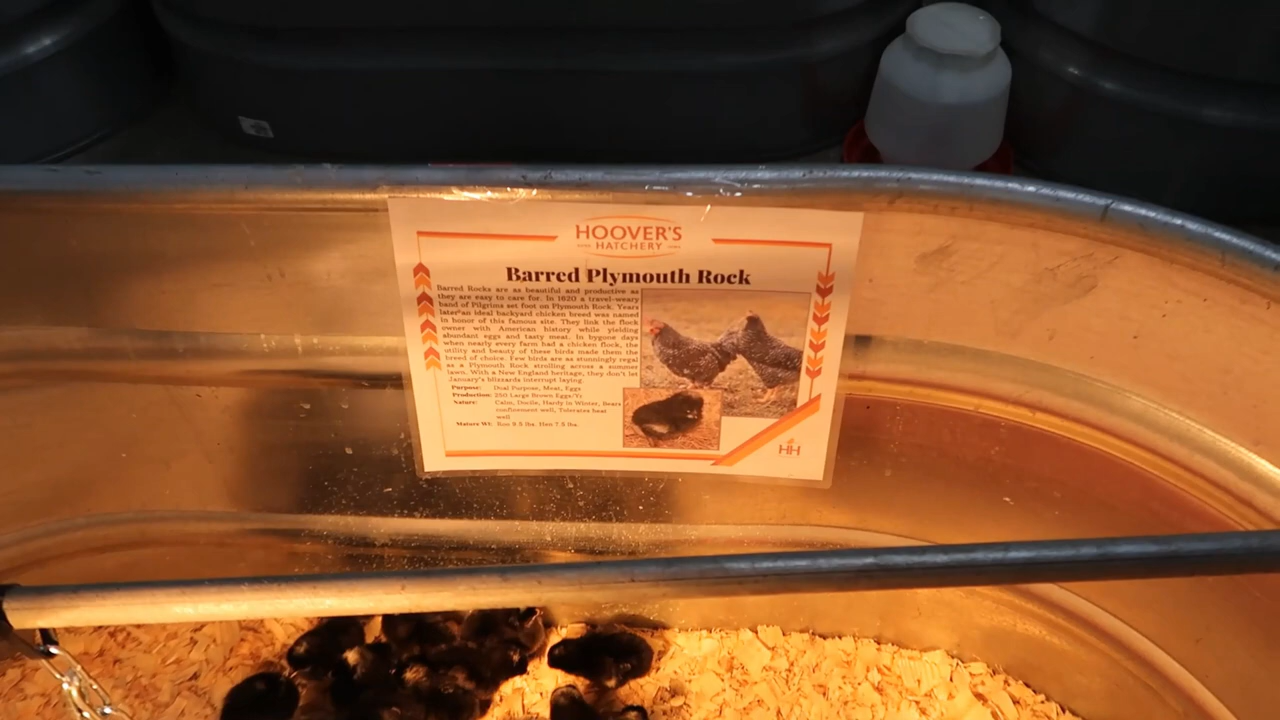 HOOVER'S
HATCHERY
Barred Plymouth Rock
Barred Rocks are as beautiful and productive as
they are easy to care for. In 1620 a travel-weary
band of Pilgrims set foot on Plymouth Rock. Years
later an ideal backyard chicken breed was named
in honor of this famous site. They link the flock
owner with American history while yielding
abundant eggs and tasty meat. In bygone days
when nearly every farm had a chicken flock, the
utility and beauty of these birds made them the
breed of choice. Few birds are as stunningly regal
as a Plymouth Rock strolling across a summer
lawn. With a New England heritage, they don't let
January's blizzards interrupt laying.
Purpose: Dual Purpose, Meat, Eggs
Production: 250 Large Brown Eggs/Yr
Nature: Calm, Docile, Hardy in Winter, Bears
confinement well, Tolerates heat
well
Mature Wt: Roo 9.5 lbs. Hen 7.5 lbs.
HH